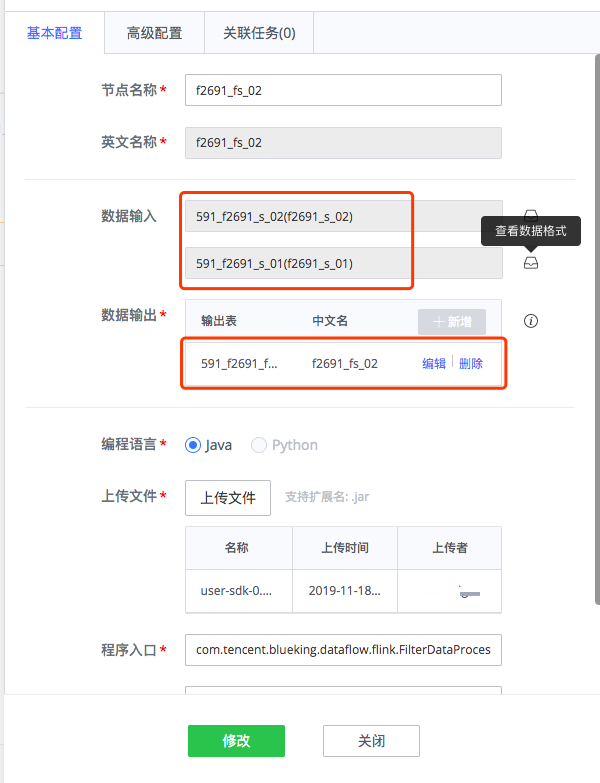 基本配置 高级配置 关联任务(0)
节点名称* f2691_fs_02
英文名称* f2691_fs_02
数据输入 591_f2691_s_02(f2691_s_02)
查看数据格式
591_f2691_s_01(f2691_s_01)
数据输出* 输出表 中文名 + 新增
591_f2691_f... f2691_fs_02 编辑 删除
编程语言* Java Python
上传文件* 上传文件 支持扩展名: .jar
名称 上传时间 上传者
user-sdk-0.... 2019-11-18...
程序入口* com.tencent.blueking.dataflow.flink.FilterDataProces
修改 关闭